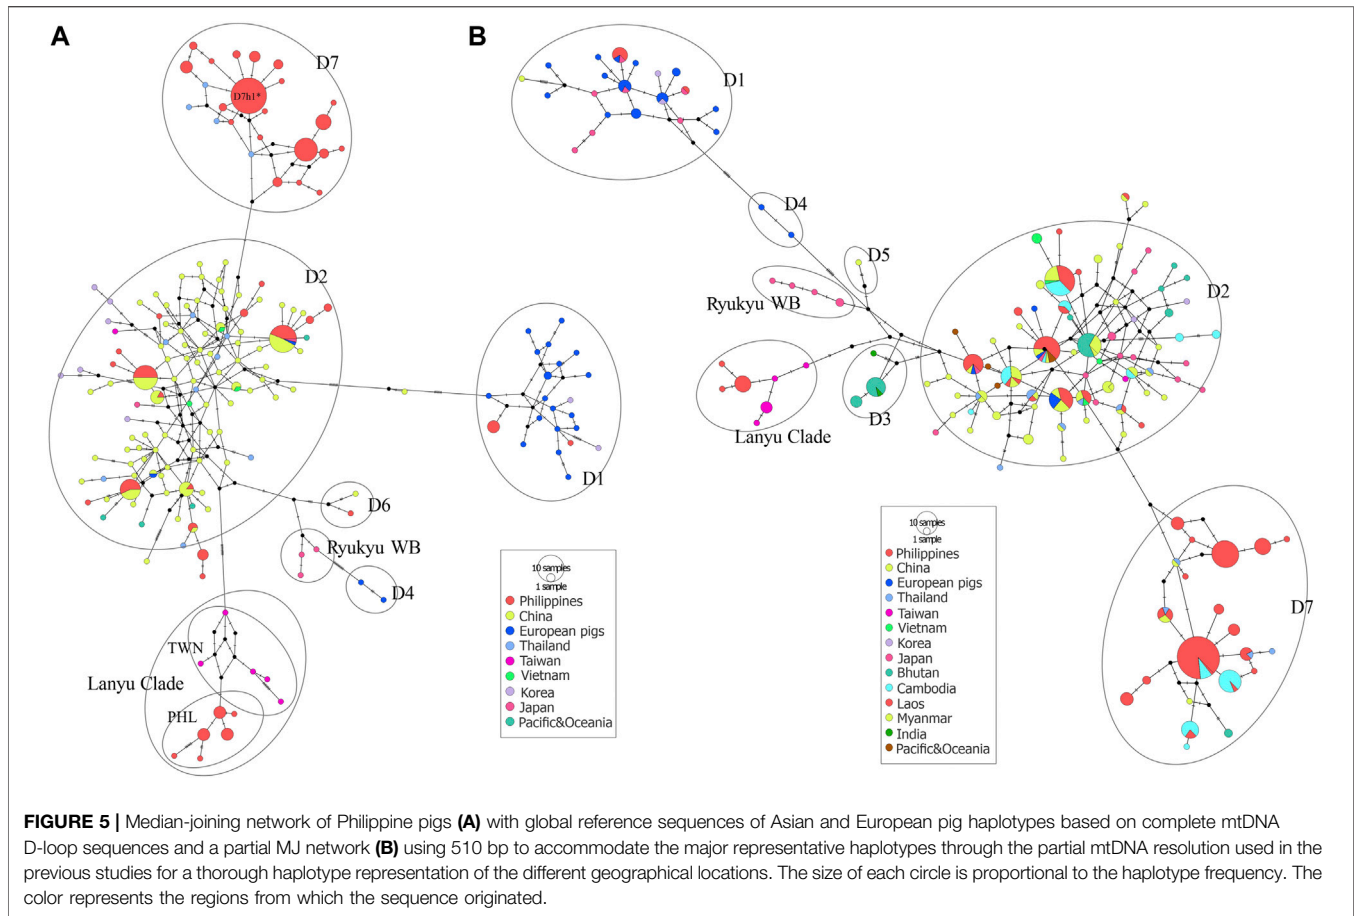 A
D7
D7h1*
D2
D1
D6
Ryukyu WB
D4
TWN
Lanyu Clade
PHL
10 samples
1 sample
Philippines
China
European pigs
Thailand
Taiwan
Vietnam
Korea
Japan
Pacific&Oceania
B
D1
D4
D5
Ryukyu WB
D2
Lanyu Clade
D3
D7
10 samples
1 sample
Philippines
China
European pigs
Thailand
Taiwan
Vietnam
Korea
Japan
Bhutan
Cambodia
Laos
Myanmar
India
Pacific&Oceania
FIGURE 5 | Median-joining network of Philippine pigs (A) with global reference sequences of Asian and European pig haplotypes based on complete mtDNA
D-loop sequences and a partial MJ network (B) using 510 bp to accommodate the major representative haplotypes through the partial mtDNA resolution used in the
previous studies for a thorough haplotype representation of the different geographical locations. The size of each circle is proportional to the haplotype frequency. The
color represents the regions from which the sequence originated.